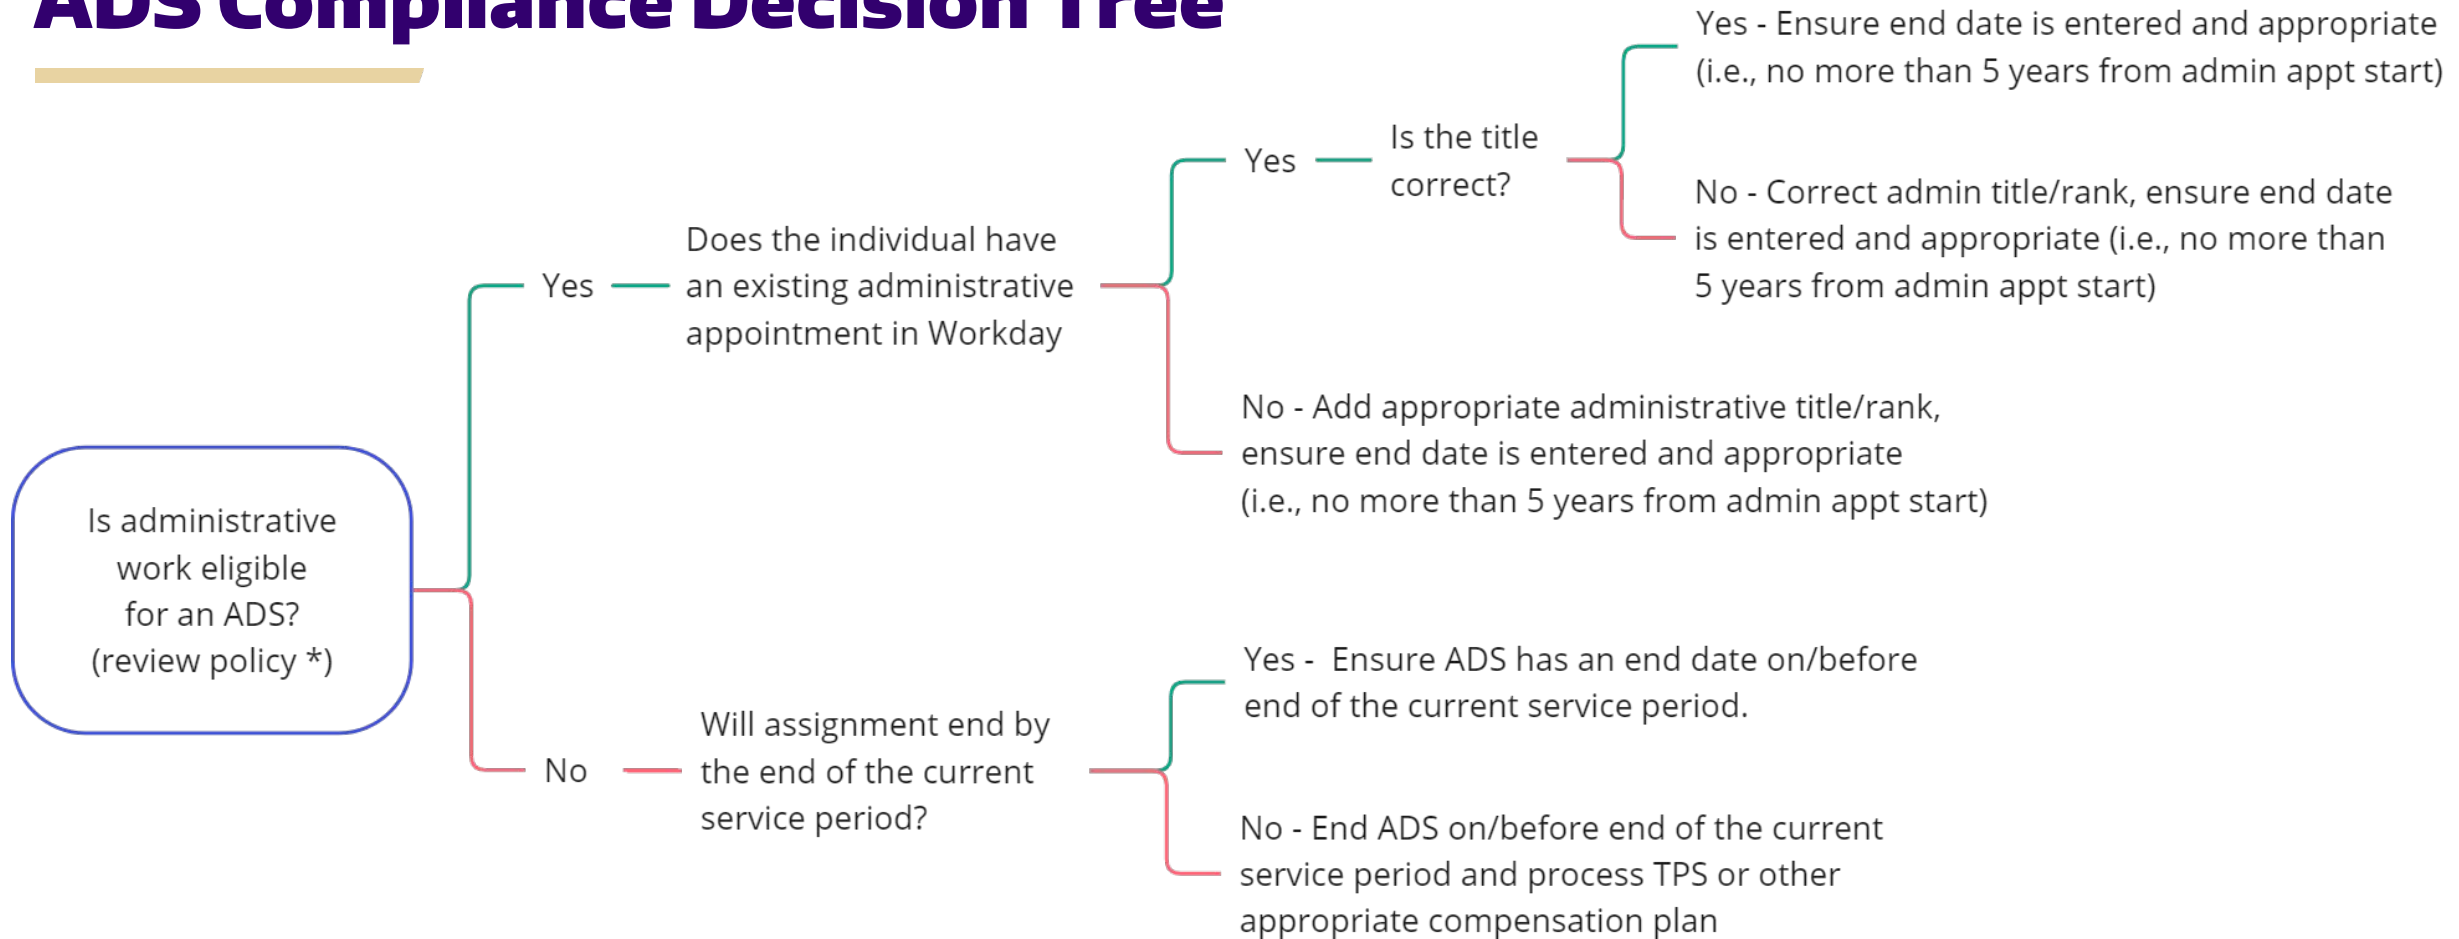 ADS Compliance Decision Tree
Yes - Ensure end date is entered and appropriate
(i.e., no more than 5 years from admin appt start)
Is the title
correct?
Yes
No - Correct admin title/rank, ensure end date
is entered and appropriate (i.e., no more than
5 years from admin appt start)
Does the individual have
an existing administrative
appointment in Workday
Yes
No - Add appropriate administrative title/rank,
ensure end date is entered and appropriate
(i.e., no more than 5 years from admin appt start)
Is administrative
work eligible
for an ADS?
(review policy *)
Yes -  Ensure ADS has an end date on/before
end of the current service period.
Will assignment end by
the end of the current
service period?
No
No - End ADS on/before end of the current
service period and process TPS or other
appropriate compensation plan